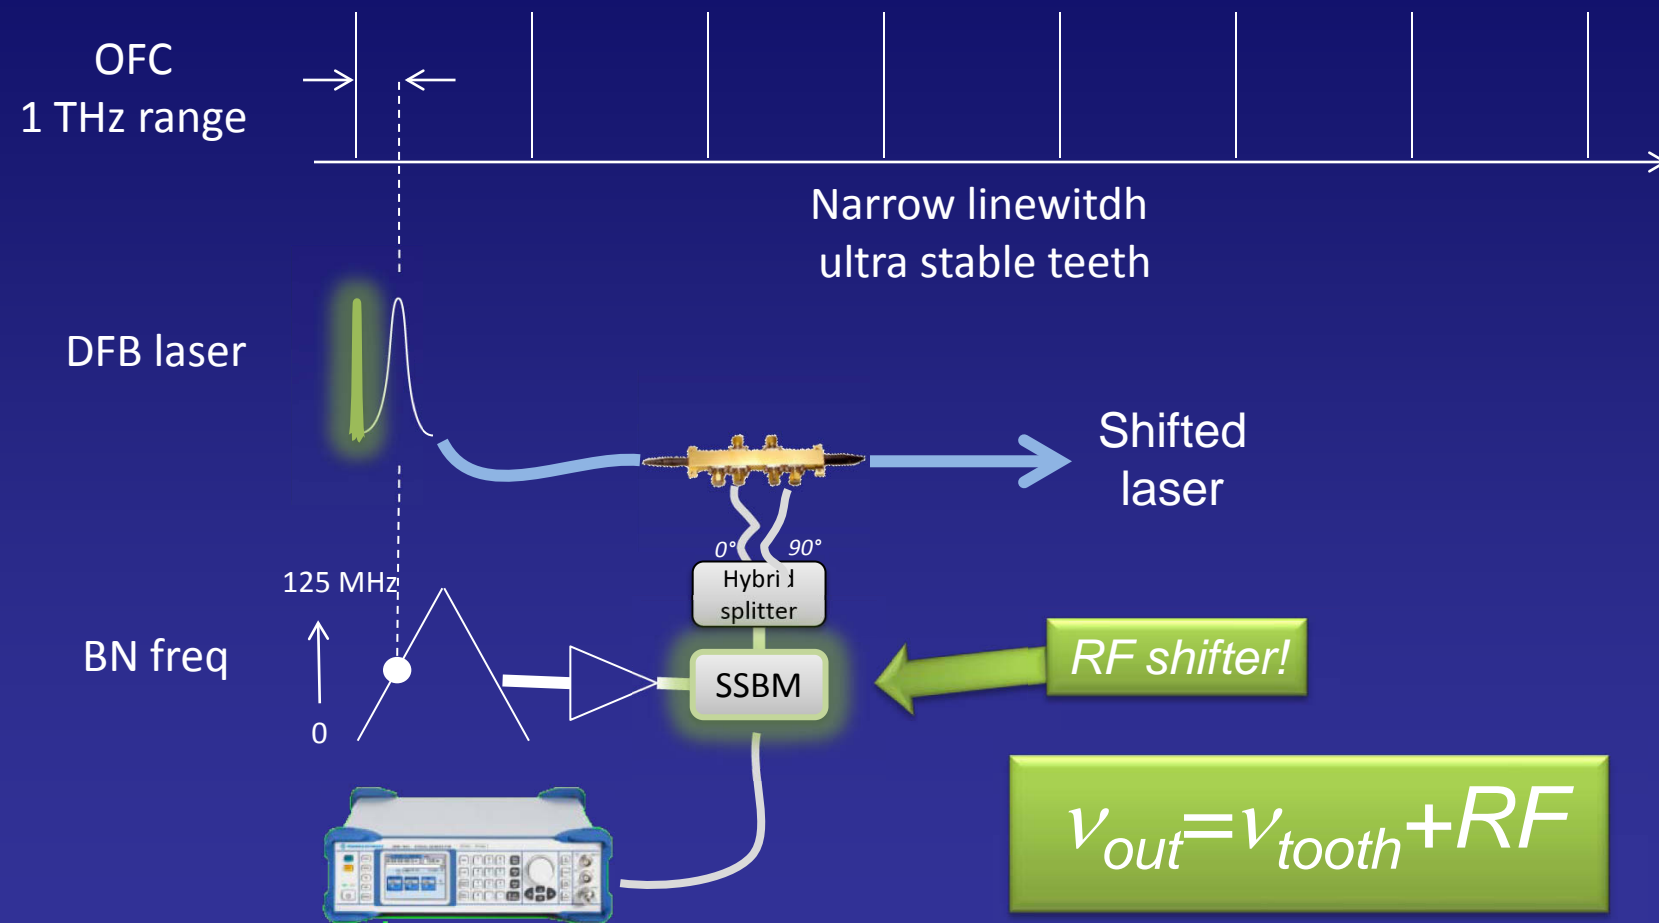 OFC
1 THz range
Narrow linewitdh
ultra stable teeth
DFB laser
Shifted
laser
0°
90°
Hybrid
splitter
125 MHz
BN freq
0
SSBM
RF shifter!
νout=νtooth+RF